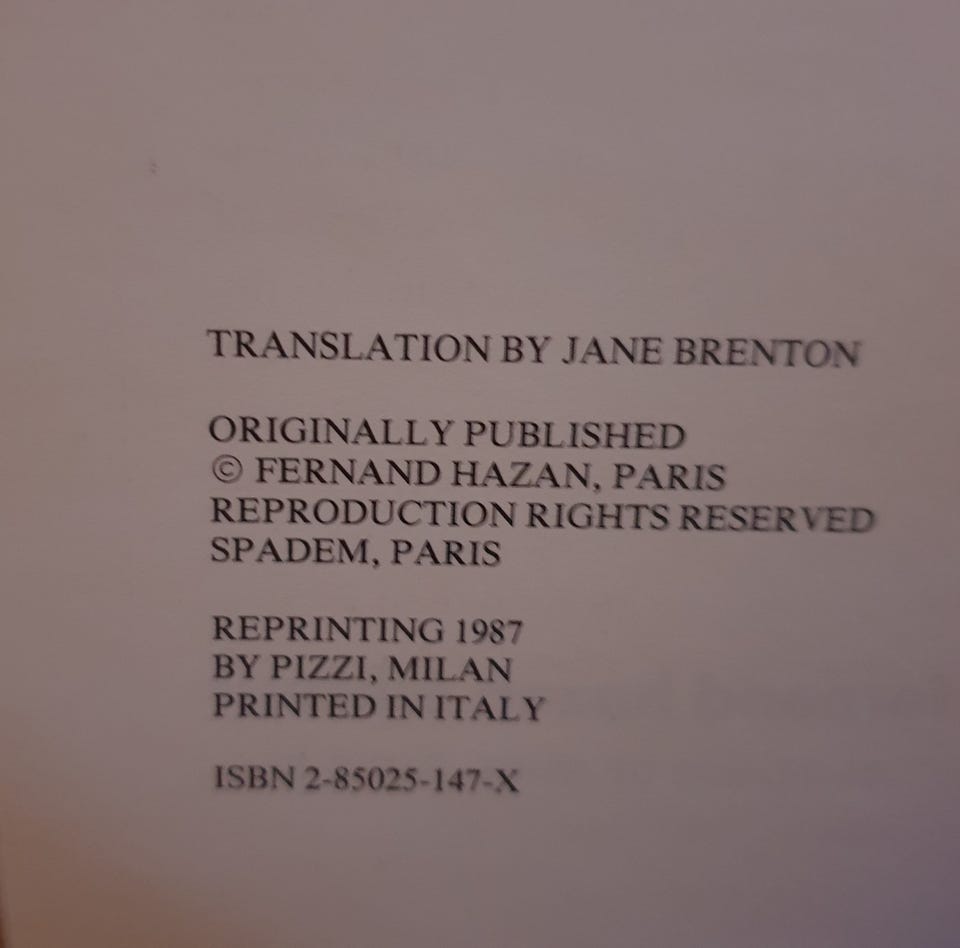 TRANSLATION BY JANE BRENTON
ORIGINALLY PUBLISHED
© FERNAND HAZAN, PARIS
REPRODUCTION RIGHTS RESERVED
SPADEM, PARIS
REPRINTING 1987
BY PIZZI, MILAN
PRINTED IN ITALY
ISBN 2-85025-147-X